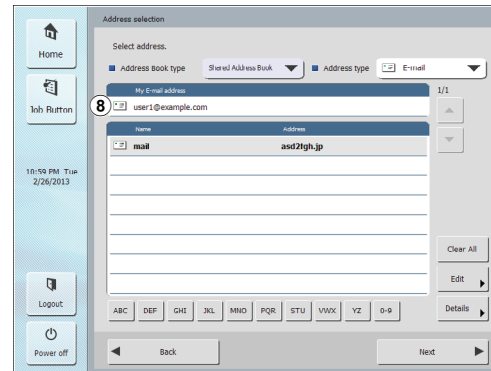 Address selection
Home
Select address.
Address Book type
Shared Address Book
Address type
E-mail
My E-mail address
1/1
8
user1@example.com
Job Button
Name
Address
mail
asd2fgh.jp
10:59 PM Tue
2/26/2013
Clear All
Edit
Logout
ABC
DEF
GHI
JKL
MNO
PQR
STU
VWX
YZ
0-9
Details
Power off
Back
Next